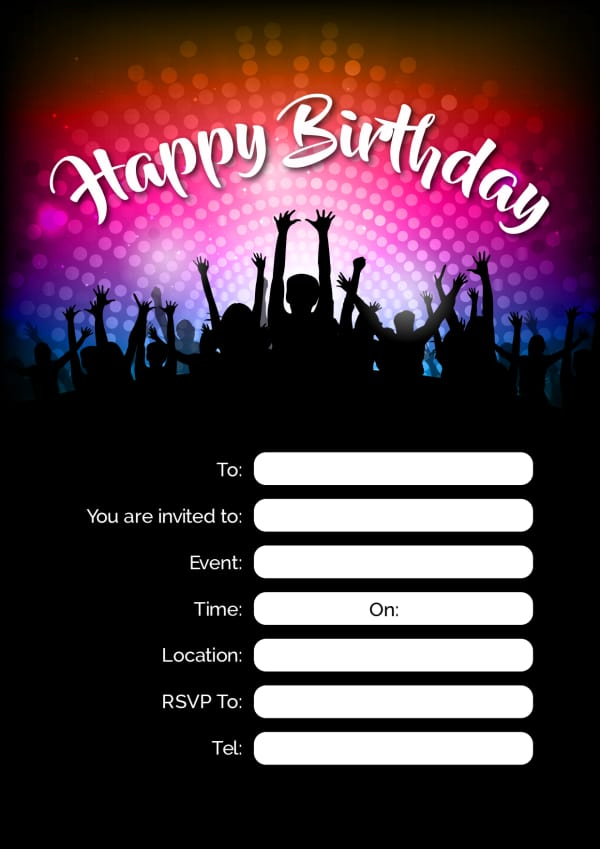 Happy Birthday
To:
You are invited to:
Event:
Time: On:
Location:
RSVP To:
Tel: